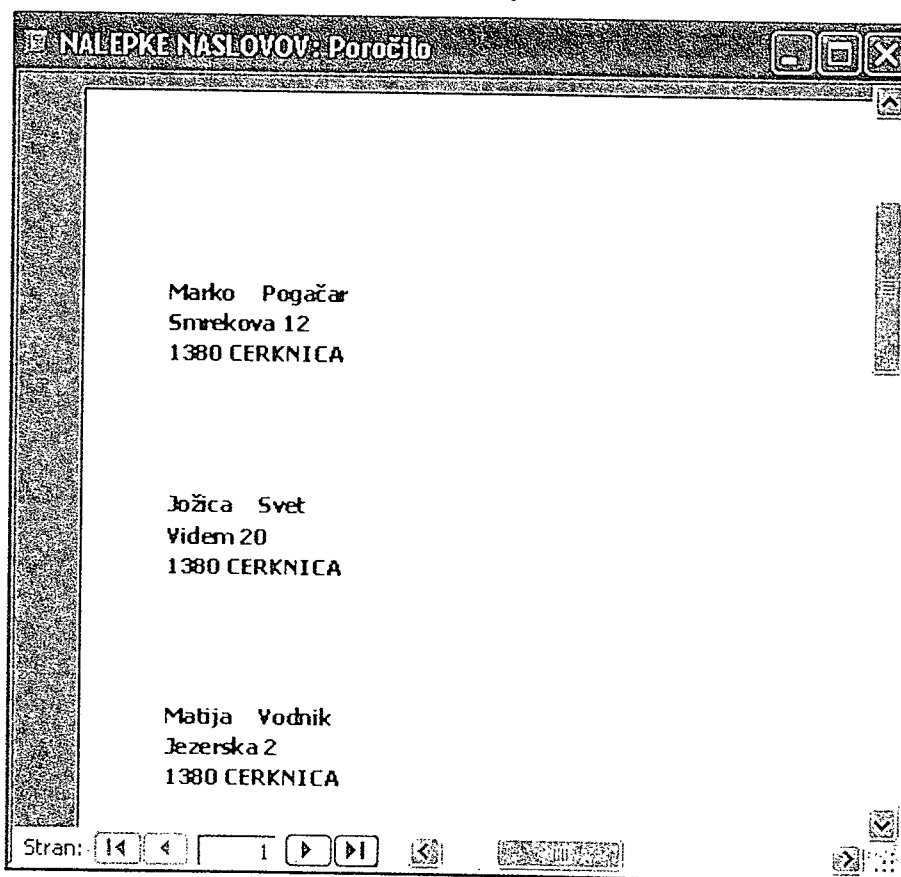 NALEPKE NASLOVOV : Poročilo
Marko Pogačar
Smrekova 12
1380 CERKNICA
Jožica Svet
Videm 20
1380 CERKNICA
Matija Vodnik
Jezerska 2
1380 CERKNICA
Stran: 1